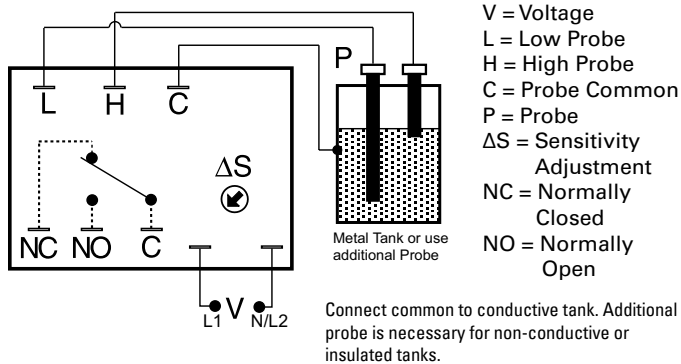 L H C
ΔS
NC NO C
L1 V N/L2
P
Metal Tank or use
additional Probe
V = Voltage
L = Low Probe
H = High Probe
C = Probe Common
P = Probe
ΔS = Sensitivity
Adjustment
NC = Normally
Closed
NO = Normally
Open
Connect common to conductive tank. Additional
probe is necessary for non-conductive or
insulated tanks.